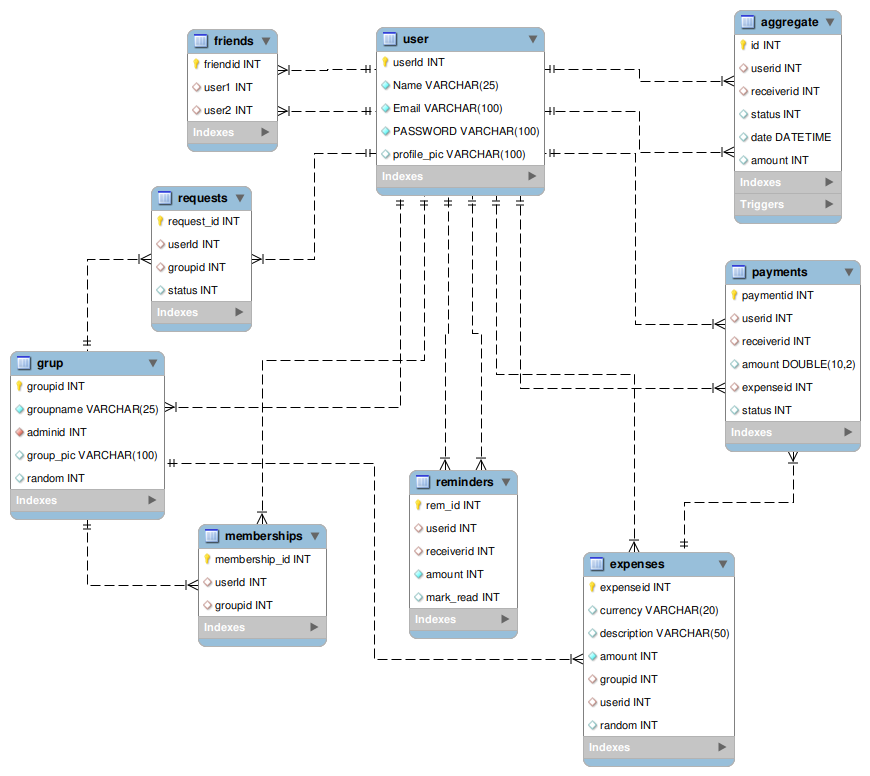 friends
friendid INT
user1 INT
user2 INT
Indexes
user
userId INT
Name VARCHAR(25)
Email VARCHAR(100)
PASSWORD VARCHAR(100)
profile_pic VARCHAR(100)
Indexes
aggregate
id INT
userid INT
receiverid INT
status INT
date DATETIME
amount INT
Indexes
Triggers
requests
request_id INT
userId INT
groupid INT
status INT
Indexes
payments
paymentid INT
userid INT
receiverid INT
amount DOUBLE(10,2)
expenseid INT
status INT
Indexes
grup
groupid INT
groupname VARCHAR(25)
adminid INT
group_pic VARCHAR(100)
random INT
Indexes
reminders
rem_id INT
userid INT
receiverid INT
amount INT
mark_read INT
Indexes
memberships
membership_id INT
userId INT
groupid INT
Indexes
expenses
expenseid INT
currency VARCHAR(20)
description VARCHAR(50)
amount INT
groupid INT
userid INT
random INT
Indexes